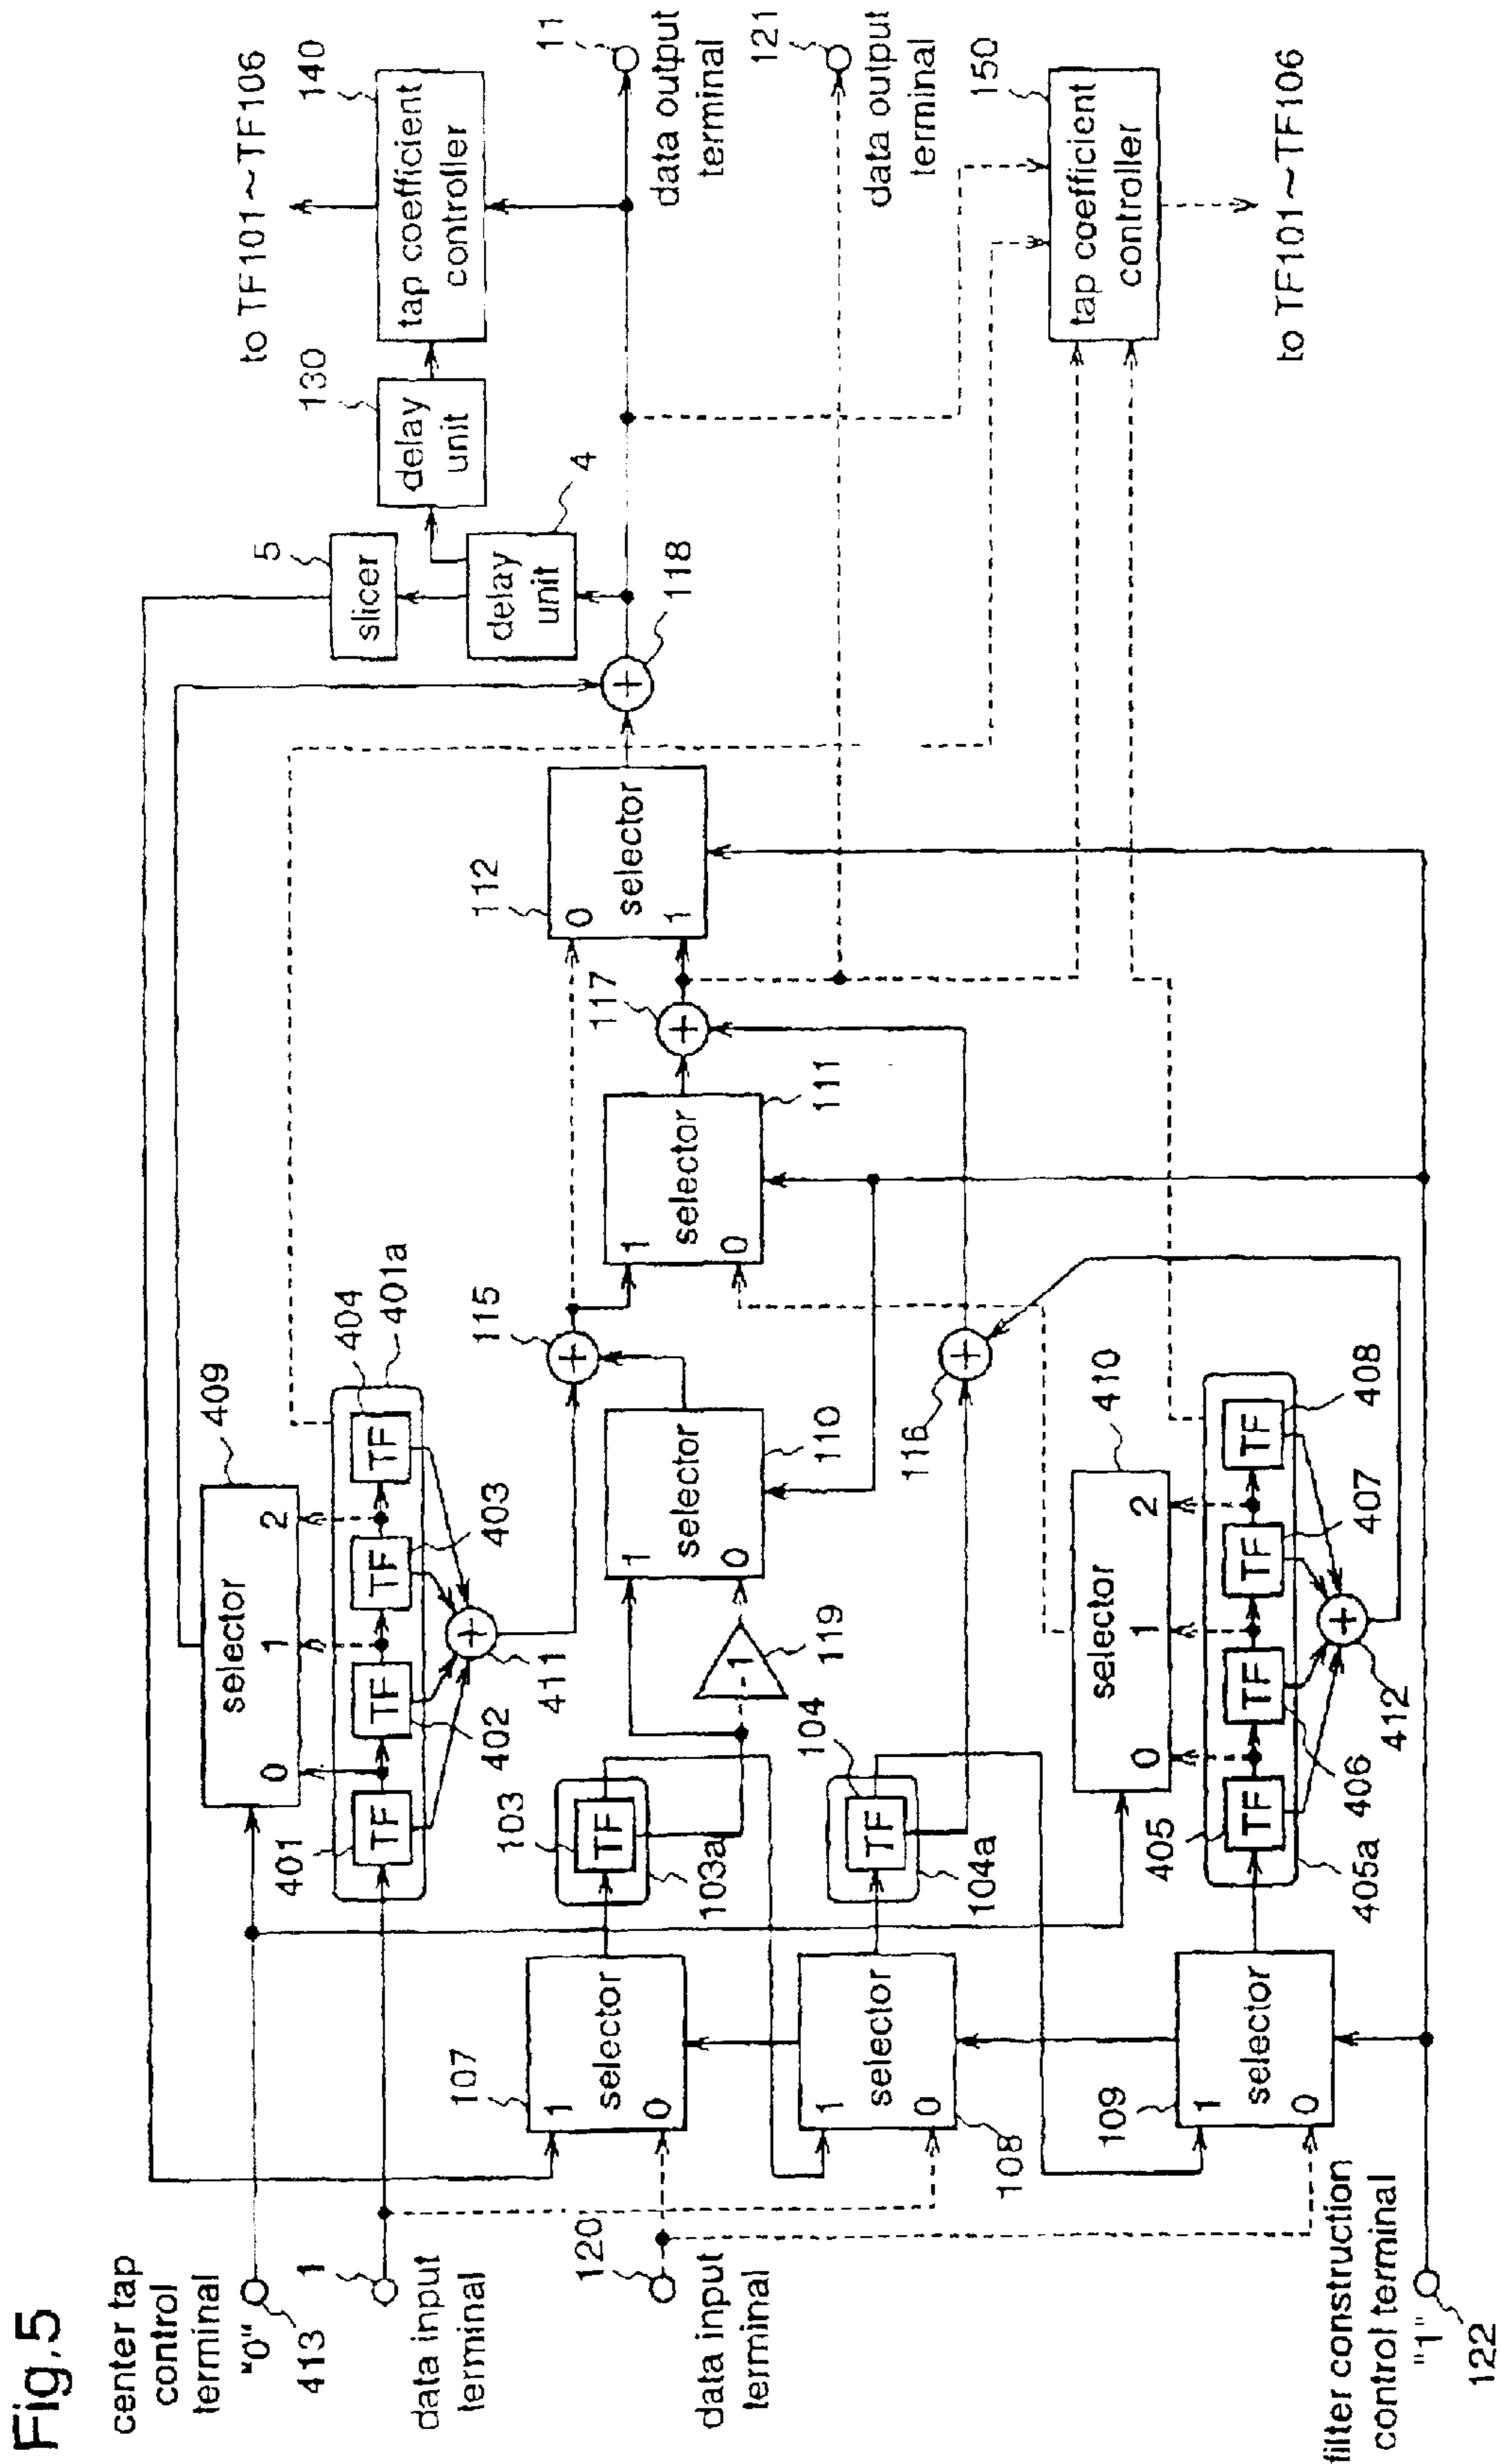 Fig.5
center tap
control
terminal
"0"
413
1
data input
terminal
120
data input
terminal
filter construction
control terminal
"1"
122
107
1
0
selector
1
0
selector
108
109
1
0
selector
401
TF
TF
402
TF
403
TF
404
401a
0
1
2
selector
409
411
103
TF
103a
104
TF
104a
-1
119
1
0
selector
110
115
116
405
TF
405a
TF
406
TF
407
TF
408
412
0
1
2
selector
410
1
0
selector
111
117
112
0
1
selector
118
5
slicer
delay
unit
4
130
delay
unit
to TF101~TF106
140
tap coefficient
controller
11
data output
terminal
121
data output
terminal
150
tap coefficient
controller
to TF101~TF106